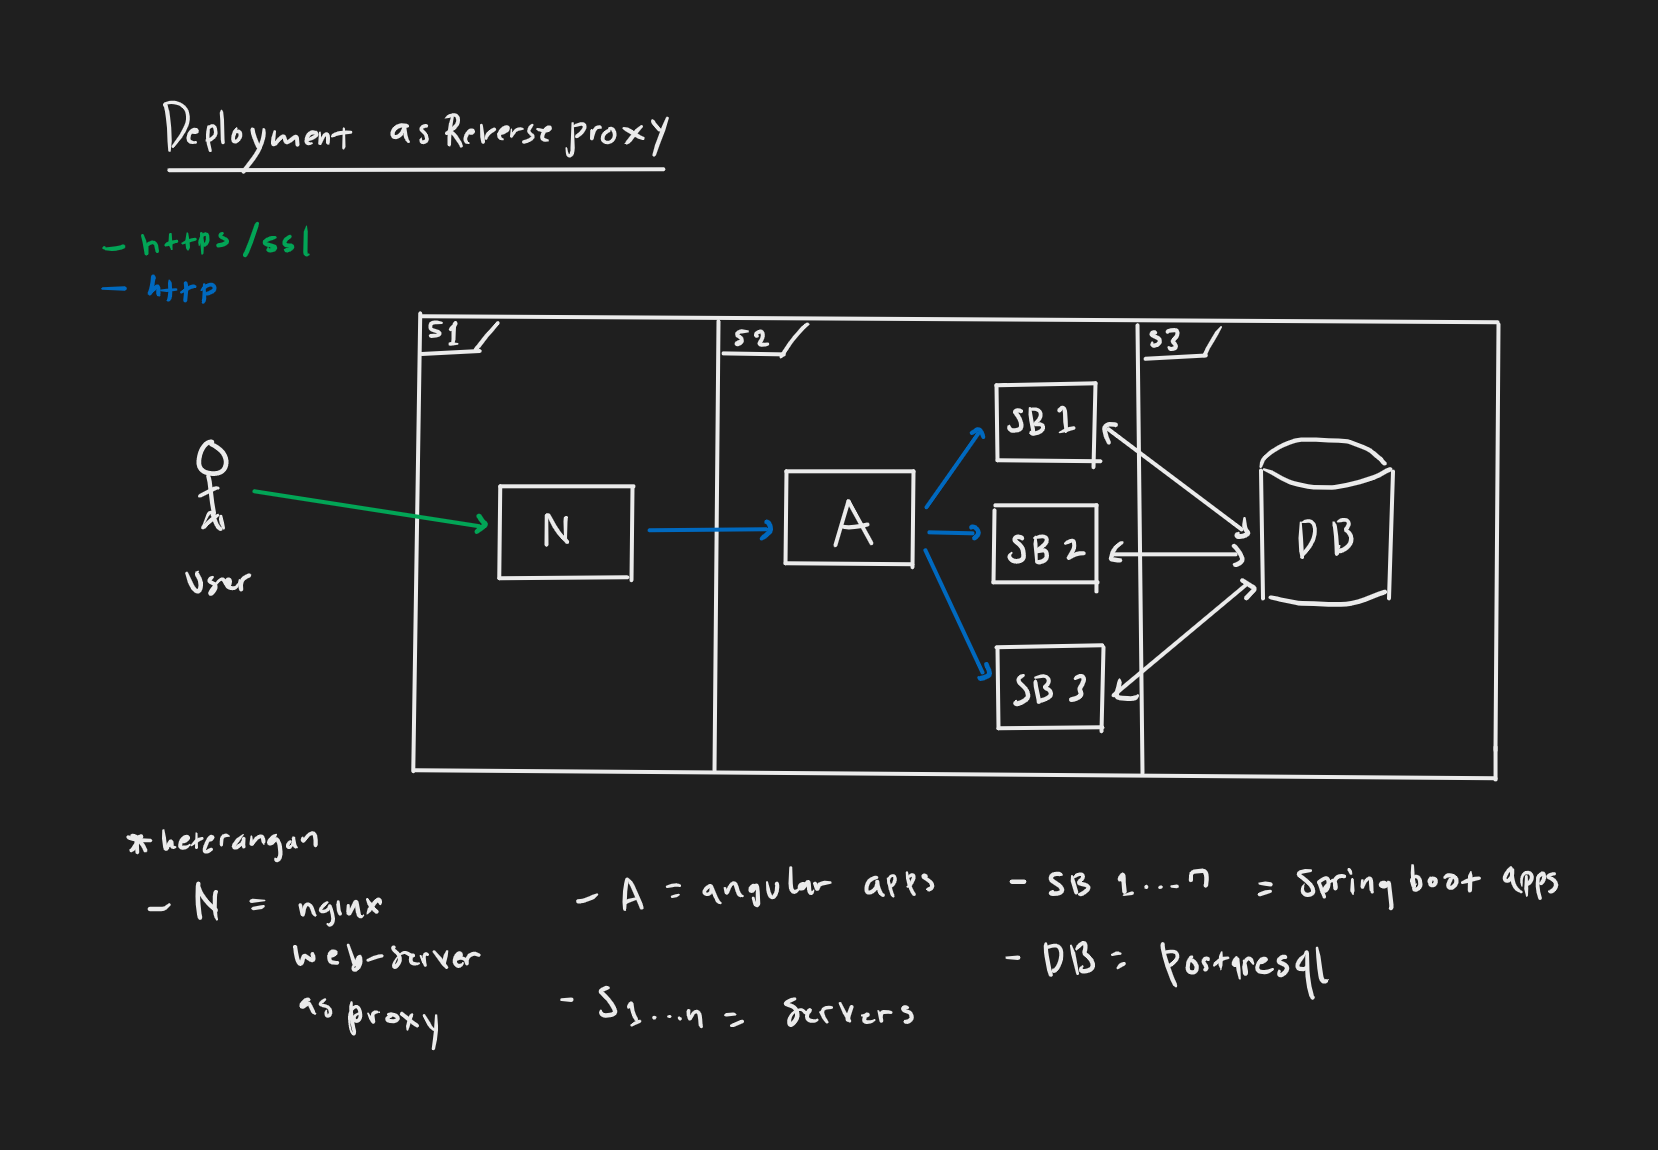 Deployment as Reverse proxy
- https/ssl
- http
S1
S2
S3
User
N
A
SB 1
SB 2
SB 3
DB
* keterangan
- N = nginx
web-server
as proxy
- A = angular apps
- S1...n = servers
- SB 1...n = Spring boot apps
- DB = postgresql